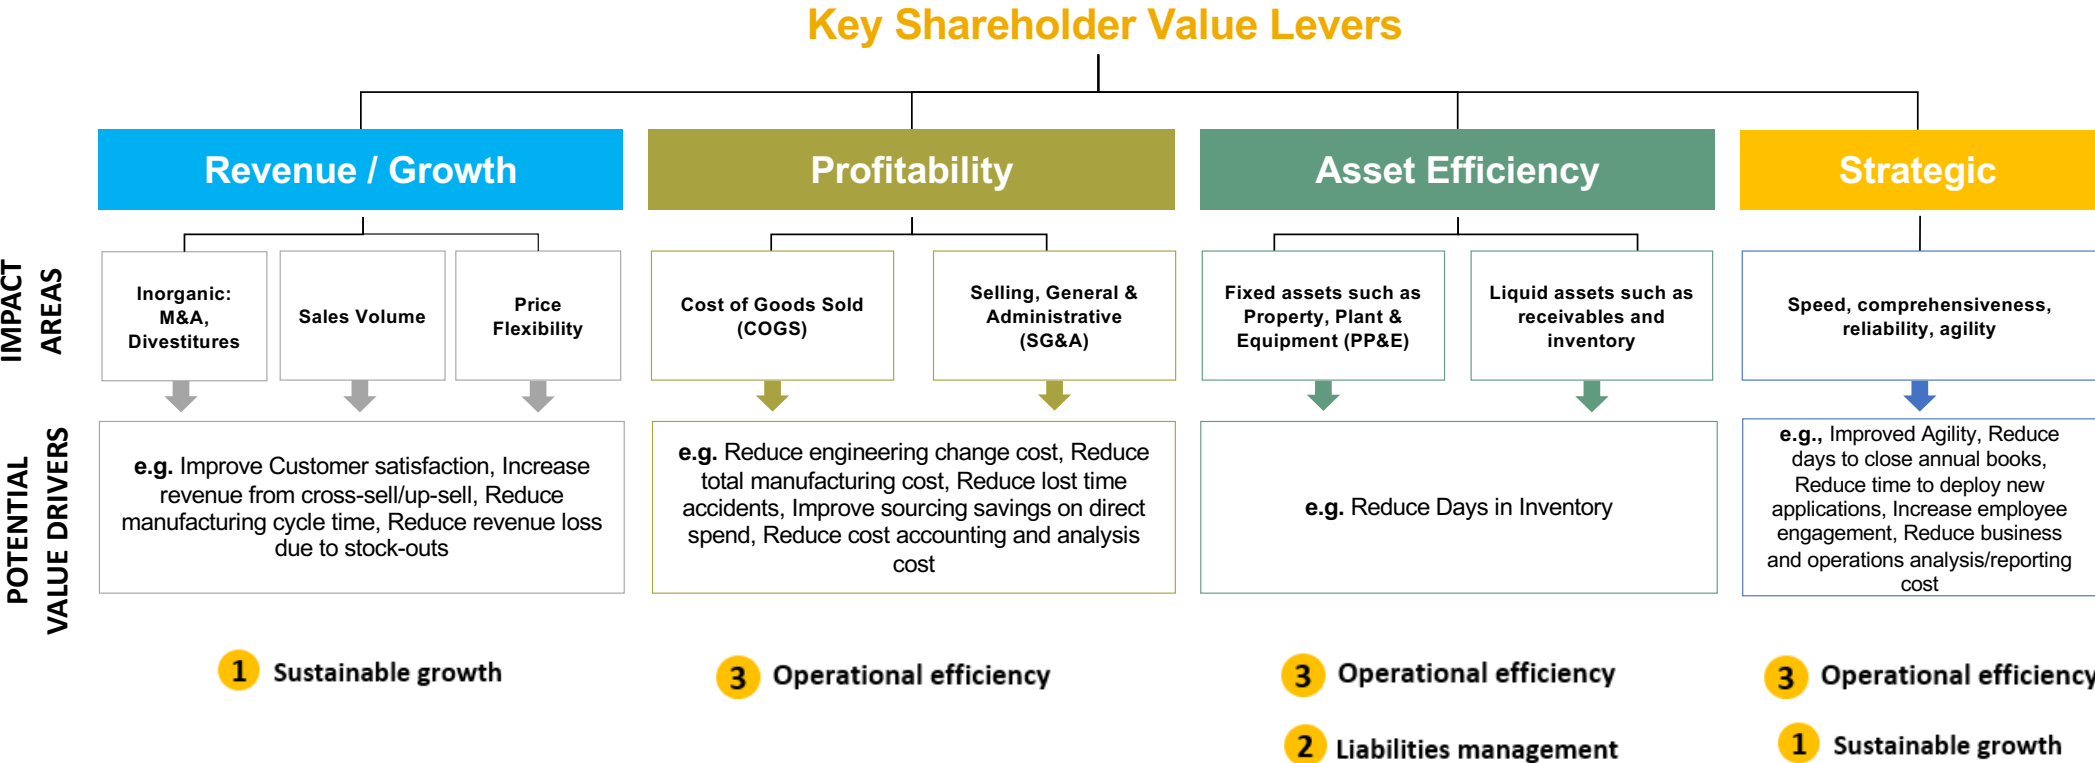 Key Shareholder Value Levers
Revenue / Growth
Profitability
Asset Efficiency
Strategic
IMPACT
AREAS
Inorganic:
M&A,
Divestitures
Sales Volume
Price
Flexibility
Cost of Goods Sold
(COGS)
Selling, General &
Administrative
(SG&A)
Fixed assets such as
Property, Plant &
Equipment (PP&E)
Liquid assets such as
receivables and
inventory
Speed, comprehensiveness,
reliability, agility
POTENTIAL
VALUE DRIVERS
e.g. Improve Customer satisfaction, Increase
revenue from cross-sell/up-sell, Reduce
manufacturing cycle time, Reduce revenue loss
due to stock-outs
e.g. Reduce engineering change cost, Reduce
total manufacturing cost, Reduce lost time
accidents, Improve sourcing savings on direct
spend, Reduce cost accounting and analysis
cost
e.g. Reduce Days in Inventory
e.g., Improved Agility, Reduce
days to close annual books,
Reduce time to deploy new
applications, Increase employee
engagement, Reduce business
and operations analysis/reporting
cost
1 Sustainable growth
3 Operational efficiency
3 Operational efficiency
2 Liabilities management
3 Operational efficiency
1 Sustainable growth